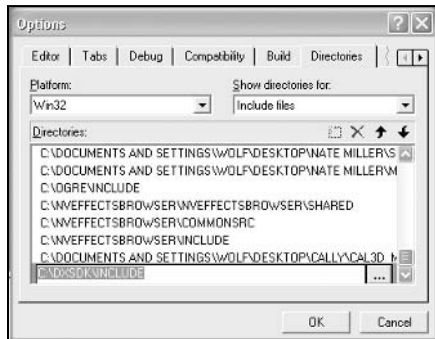 Options
Editor Tabs Debug Compatibility Build Directories
Platform: Show directories for:
Win32 Include files
Directories:
C:\DOCUMENTS AND SETTINGS\WOLF\DESKTOP\NATE MILLER\S
C:\DOCUMENTS AND SETTINGS\WOLF\DESKTOP\NATE MILLER\M
C:\OGRE\INCLUDE
C:\NVEFFECTSBROWSER\NVEFFECTSBROWSER\SHARED
C:\NVEFFECTSBROWSER\COMMONSRC
C:\NVEFFECTSBROWSER\INCLUDE
C:\DOCUMENTS AND SETTINGS\WOLF\DESKTOP\CALLY\CAL3D_M
C:\DXSDK\INCLUDE ...
OK Cancel